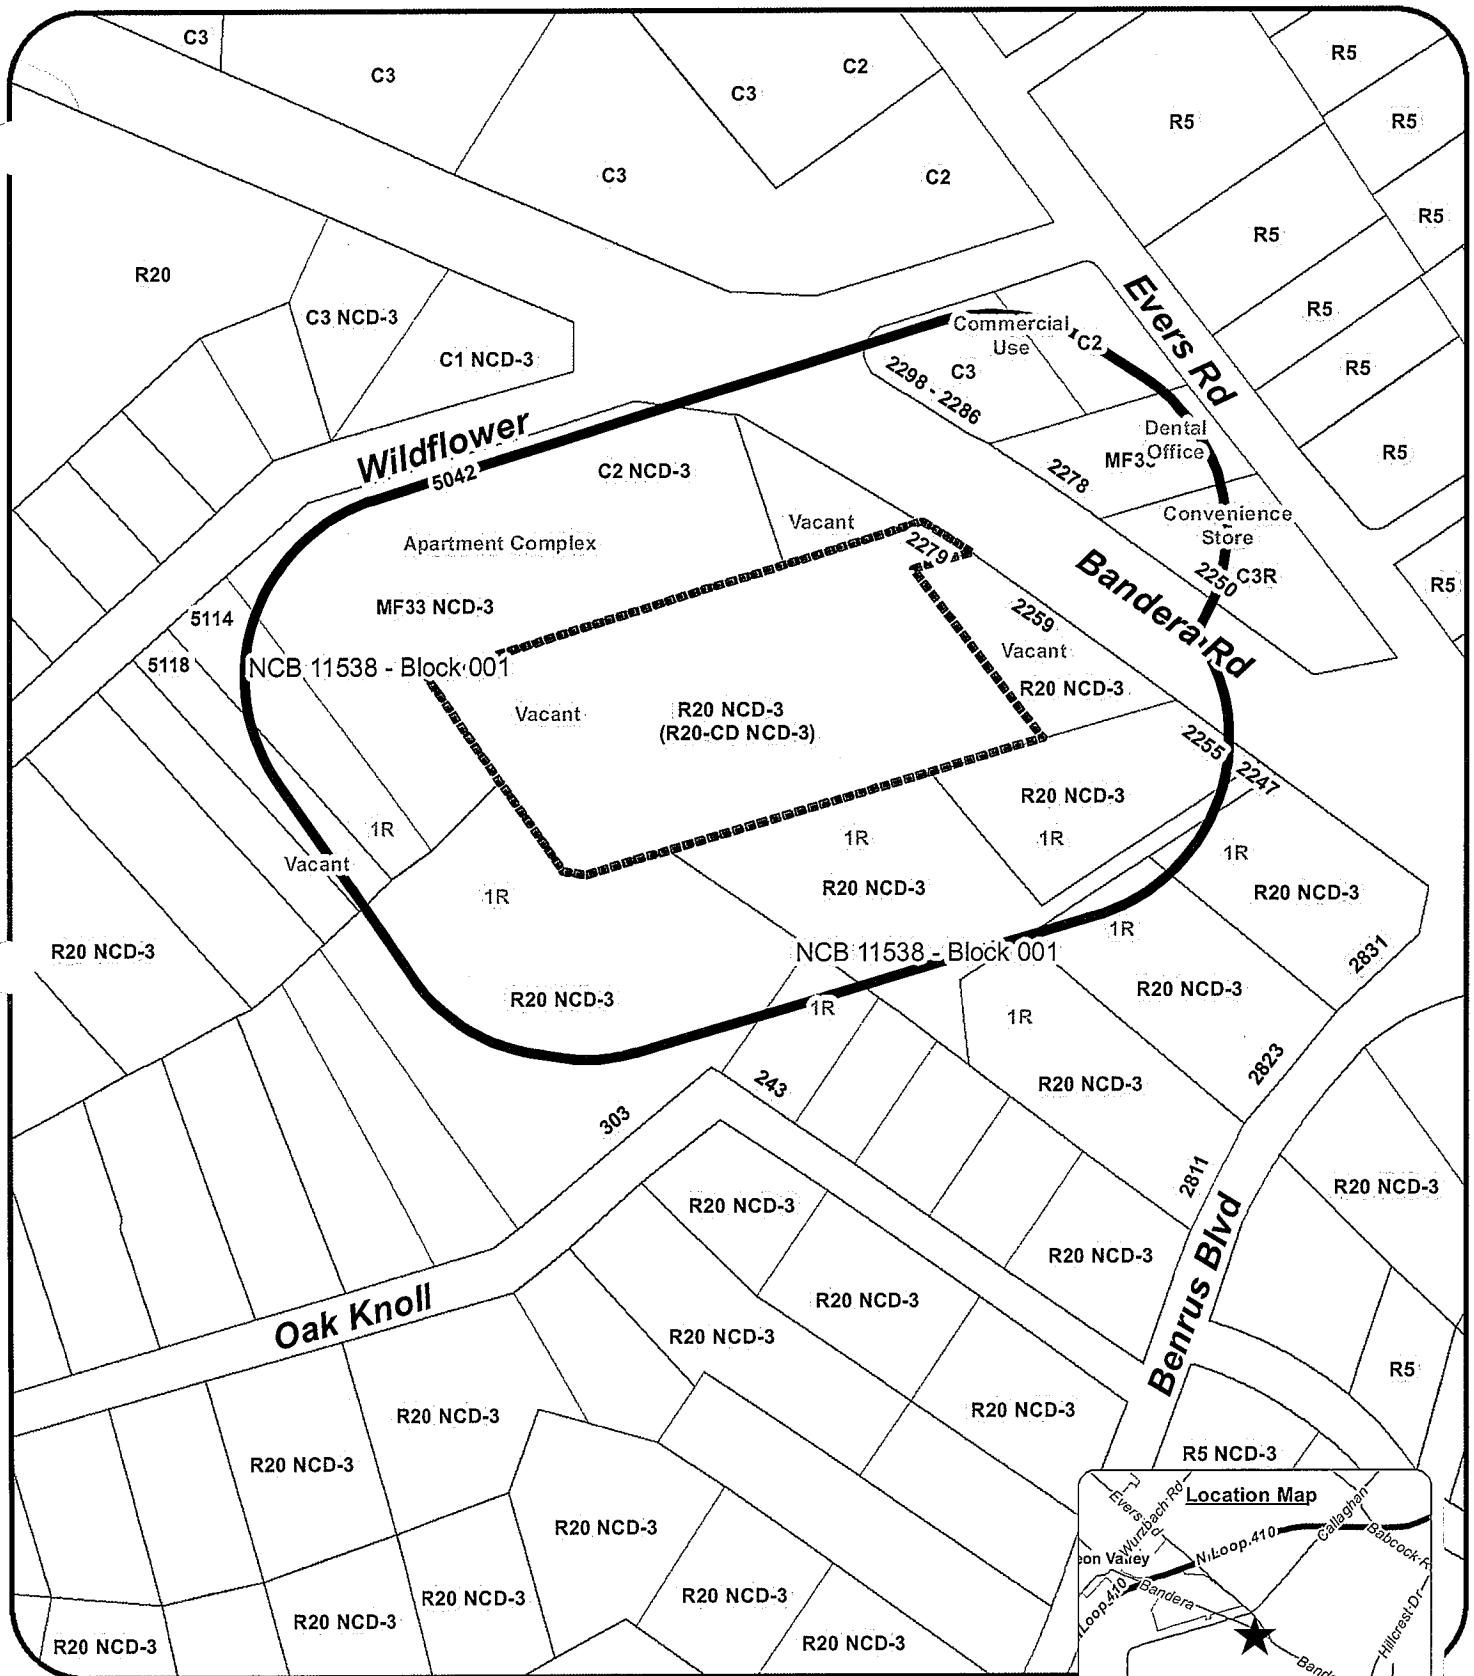 C3
C3
C3
C2
R5
R5
R5
C3
C2
R5
R5
R5
R20
C3 NCD-3
C1 NCD-3
Evers Rd
R5
R5
Commercial
Use
C2
C3
2298 - 2286
Wildflower
5042
C2 NCD-3
Dental
Office
2278
R5
Vacant
Convenience
Store
Apartment Complex
2279
2250
C3R
R5
Bandera Rd
MF33 NCD-3
2259
5114
5118
NCB 11538 - Block 001
Vacant
R20 NCD-3
Vacant
R20 NCD-3
(R20-CD NCD-3)
2255
2247
R20 NCD-3
1R
1R
1R
1R
Vacant
R20 NCD-3
R20 NCD-3
1R
1R
R20 NCD-3
NCB 11538 - Block 001
2831
R20 NCD-3
R20 NCD-3
1R
1R
2823
R20 NCD-3
243
303
2811
R20 NCD-3
R20 NCD-3
Benrus Blvd
R20 NCD-3
R20 NCD-3
Oak Knoll
R20 NCD-3
R5
R20 NCD-3
R20 NCD-3
R5 NCD-3
R20 NCD-3
R20 NCD-3
R20 NCD-3
R20 NCD-3
R20 NCD-3
R20 NCD-3
R20 NCD-3
Location Map
Evers Rd
Wurzbach Rd
Callaghan
Babcock R
N Loop 410
eon Valley
Loop 410
Bandera
Hillcrest Dr
Band